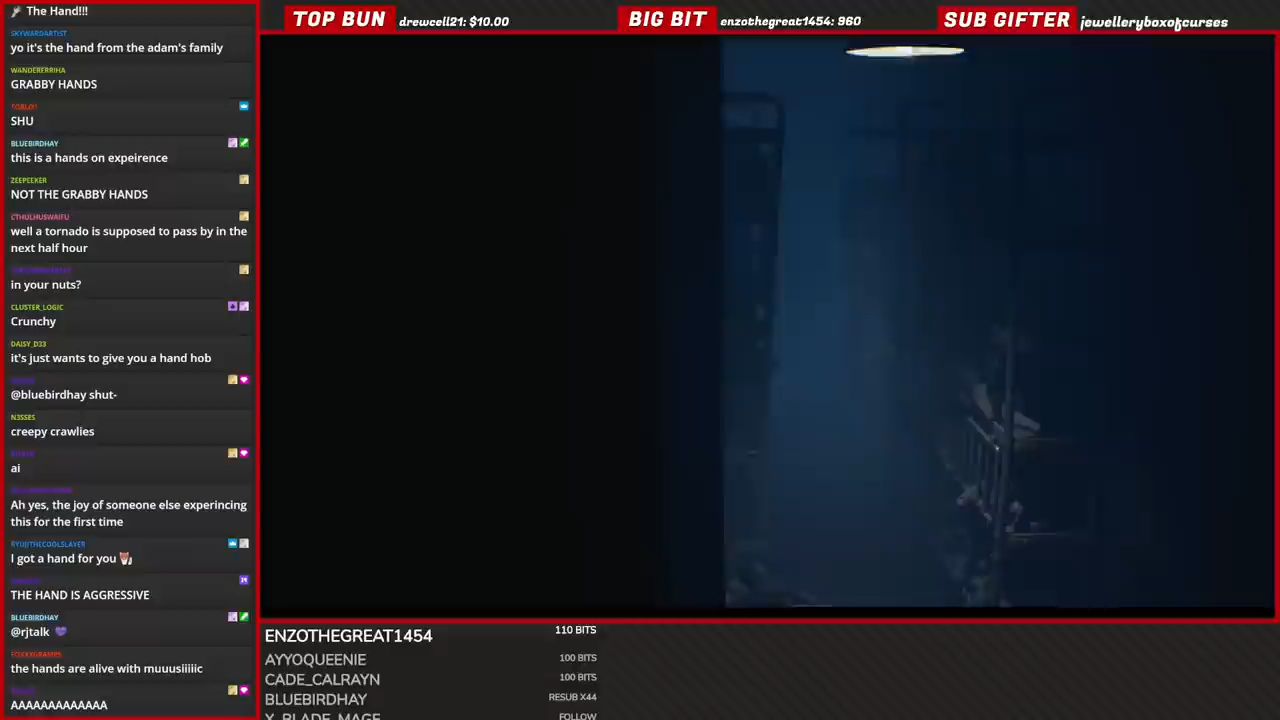 The Hand!!!
TOP BUN drewcell21: $10.00 BIG BIT enzothegreat1454: 960 SUB GIFTER jewelleryboxofcurses
SKYWARDARTIST
yo it's the hand from the adam's family
WANDERERRIHA
GRABBY HANDS
SHU
BLUEBIRDHAY
this is a hands on expeirence
ZEEPEEKER
NOT THE GRABBY HANDS
CTHULHUSWAIFU
well a tornado is supposed to pass by in the
next half hour
in your nuts?
CLUSTER_LOGIC
Crunchy
DAISY_D33
it's just wants to give you a hand hob
@bluebirdhay shut-
N3SSES
creepy crawlies
ai
Ah yes, the joy of someone else experincing
this for the first time
RYUJITHECOOLSLAYER
I got a hand for you
THE HAND IS AGGRESSIVE
BLUEBIRDHAY
@rjtalk
the hands are alive with muuusiiiiic
AAAAAAAAAAAAA
ENZOTHEGREAT1454 110 BITS
AYYOQUEENIE 100 BITS
CADE_CALRAYN 100 BITS
BLUEBIRDHAY RESUB X44
X_BLADE_MAGE FOLLOW